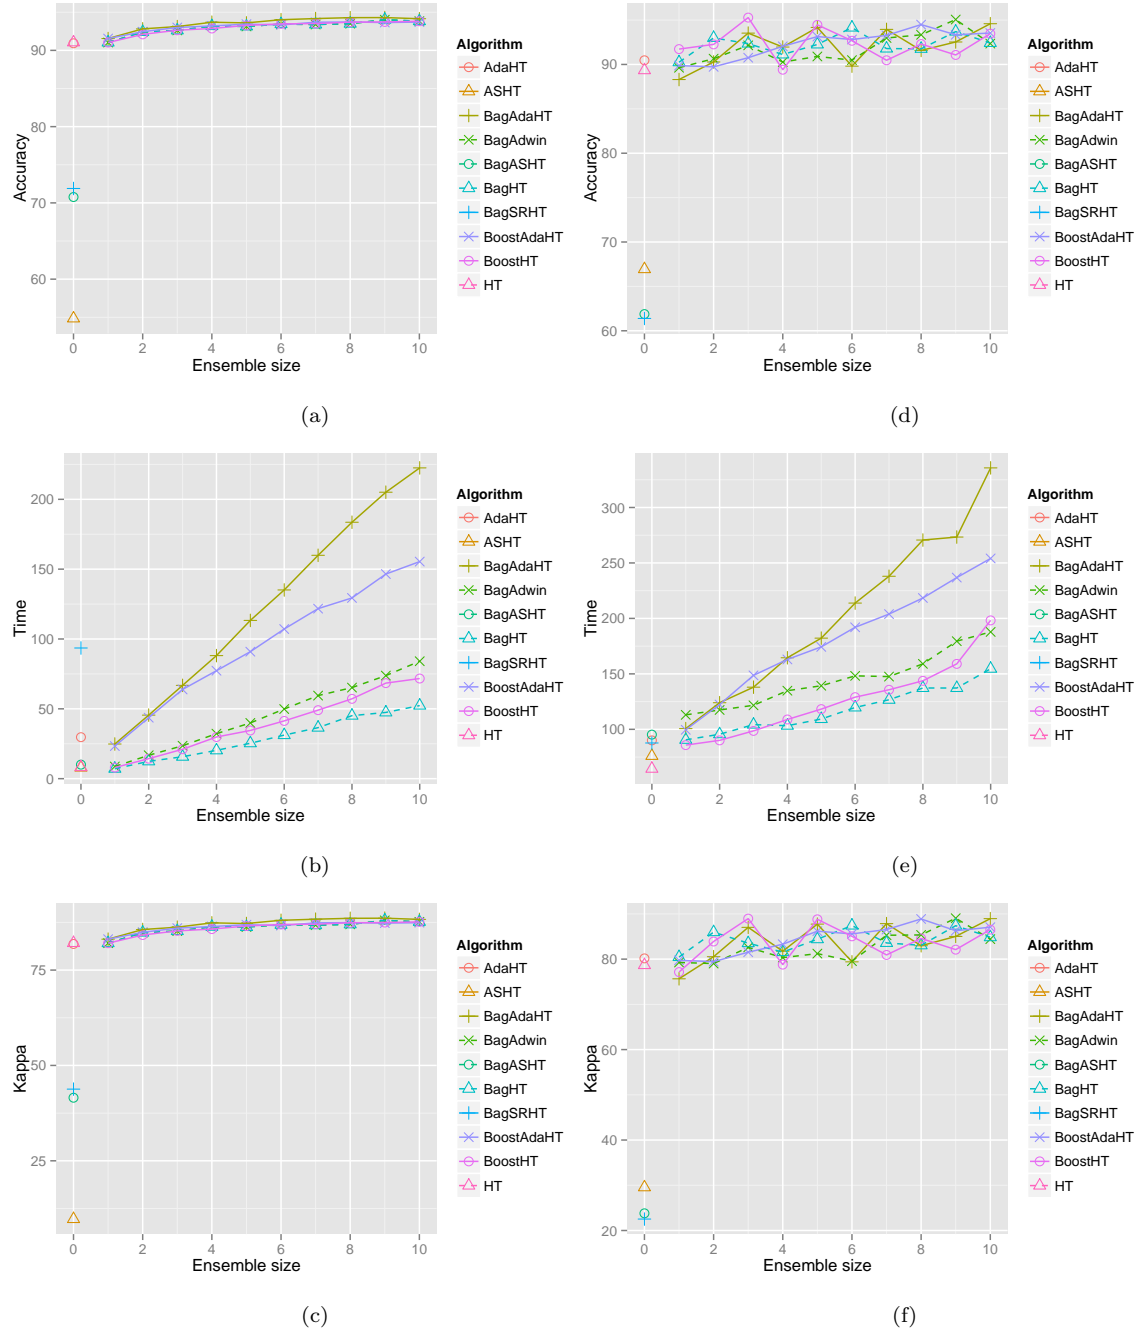 90
80
70
60
0
2
4
6
8
10
Accuracy
Ensemble size
Algorithm
AdaHT
ASHT
BagAdaHT
BagAdwin
BagASHT
BagHT
BagSRHT
BoostAdaHT
BoostHT
HT
(a)
90
80
70
60
0
2
4
6
8
10
Accuracy
Ensemble size
Algorithm
AdaHT
ASHT
BagAdaHT
BagAdwin
BagASHT
BagHT
BagSRHT
BoostAdaHT
BoostHT
HT
(d)
200
150
100
50
0
0
2
4
6
8
10
Time
Ensemble size
Algorithm
AdaHT
ASHT
BagAdaHT
BagAdwin
BagASHT
BagHT
BagSRHT
BoostAdaHT
BoostHT
HT
(b)
300
250
200
150
100
0
2
4
6
8
10
Time
Ensemble size
Algorithm
AdaHT
ASHT
BagAdaHT
BagAdwin
BagASHT
BagHT
BagSRHT
BoostAdaHT
BoostHT
HT
(e)
75
50
25
0
2
4
6
8
10
Kappa
Ensemble size
Algorithm
AdaHT
ASHT
BagAdaHT
BagAdwin
BagASHT
BagHT
BagSRHT
BoostAdaHT
BoostHT
HT
(c)
80
60
40
20
0
2
4
6
8
10
Kappa
Ensemble size
Algorithm
AdaHT
ASHT
BagAdaHT
BagAdwin
BagASHT
BagHT
BagSRHT
BoostAdaHT
BoostHT
HT
(f)